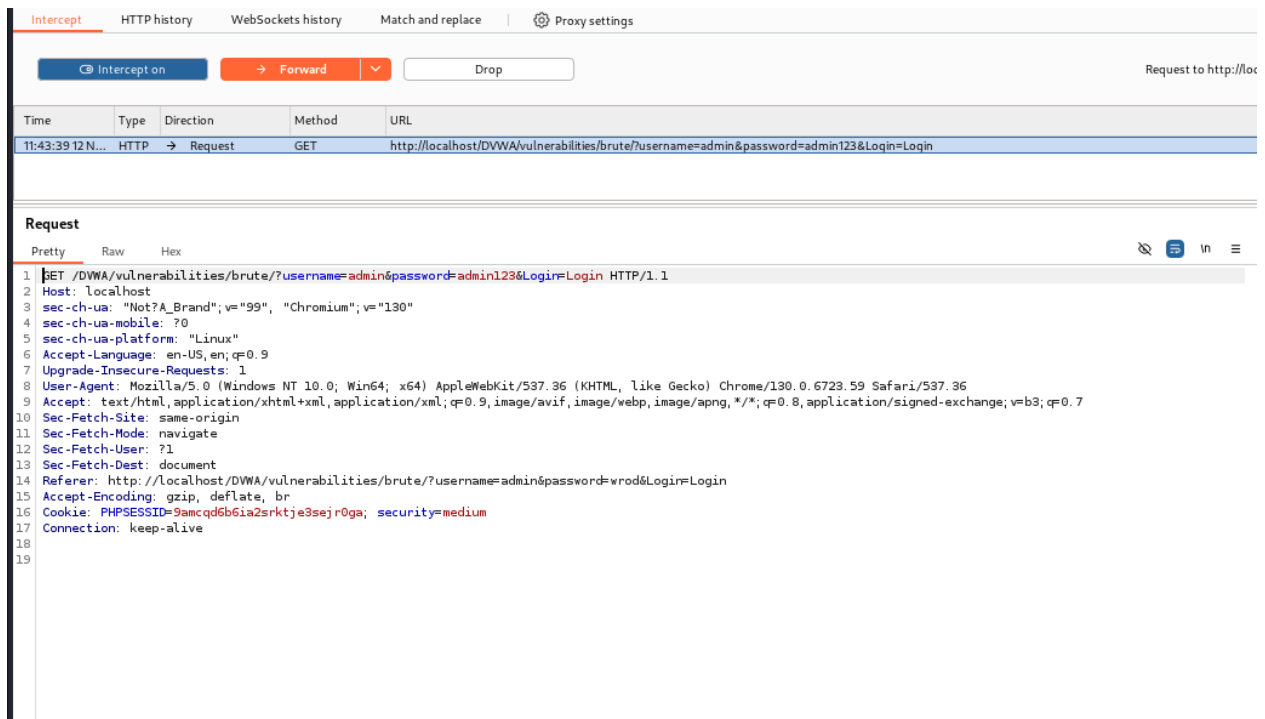 Intercept HTTP history WebSockets history Match and replace Proxy settings
Intercept on → Forward Drop Request to http://loc
Time Type Direction Method URL
11:43:39 12 N... HTTP → Request GET http://localhost/DVWA/vulnerabilities/brute/?username=admin&password=admin123&Login=Login
Request
Pretty Raw Hex \n
1 GET /DVWA/vulnerabilities/brute/?username=admin&password=admin123&Login=Login HTTP/1.1
2 Host: localhost
3 sec-ch-ua: "Not?A_Brand";v="99", "Chromium";v="130"
4 sec-ch-ua-mobile: ?0
5 sec-ch-ua-platform: "Linux"
6 Accept-Language: en-US,en;q=0.9
7 Upgrade-Insecure-Requests: 1
8 User-Agent: Mozilla/5.0 (Windows NT 10.0; Win64; x64) AppleWebKit/537.36 (KHTML, like Gecko) Chrome/130.0.6723.59 Safari/537.36
9 Accept: text/html,application/xhtml+xml,application/xml;q=0.9,image/avif,image/webp,image/apng,*/*;q=0.8,application/signed-exchange;v=b3;q=0.7
10 Sec-Fetch-Site: same-origin
11 Sec-Fetch-Mode: navigate
12 Sec-Fetch-User: ?1
13 Sec-Fetch-Dest: document
14 Referer: http://localhost/DVWA/vulnerabilities/brute/?username=admin&password=wrod&Login=Login
15 Accept-Encoding: gzip, deflate, br
16 Cookie: PHPSESSID=9amcqd6b6ia2srktje3sejr0ga; security=medium
17 Connection: keep-alive
18
19